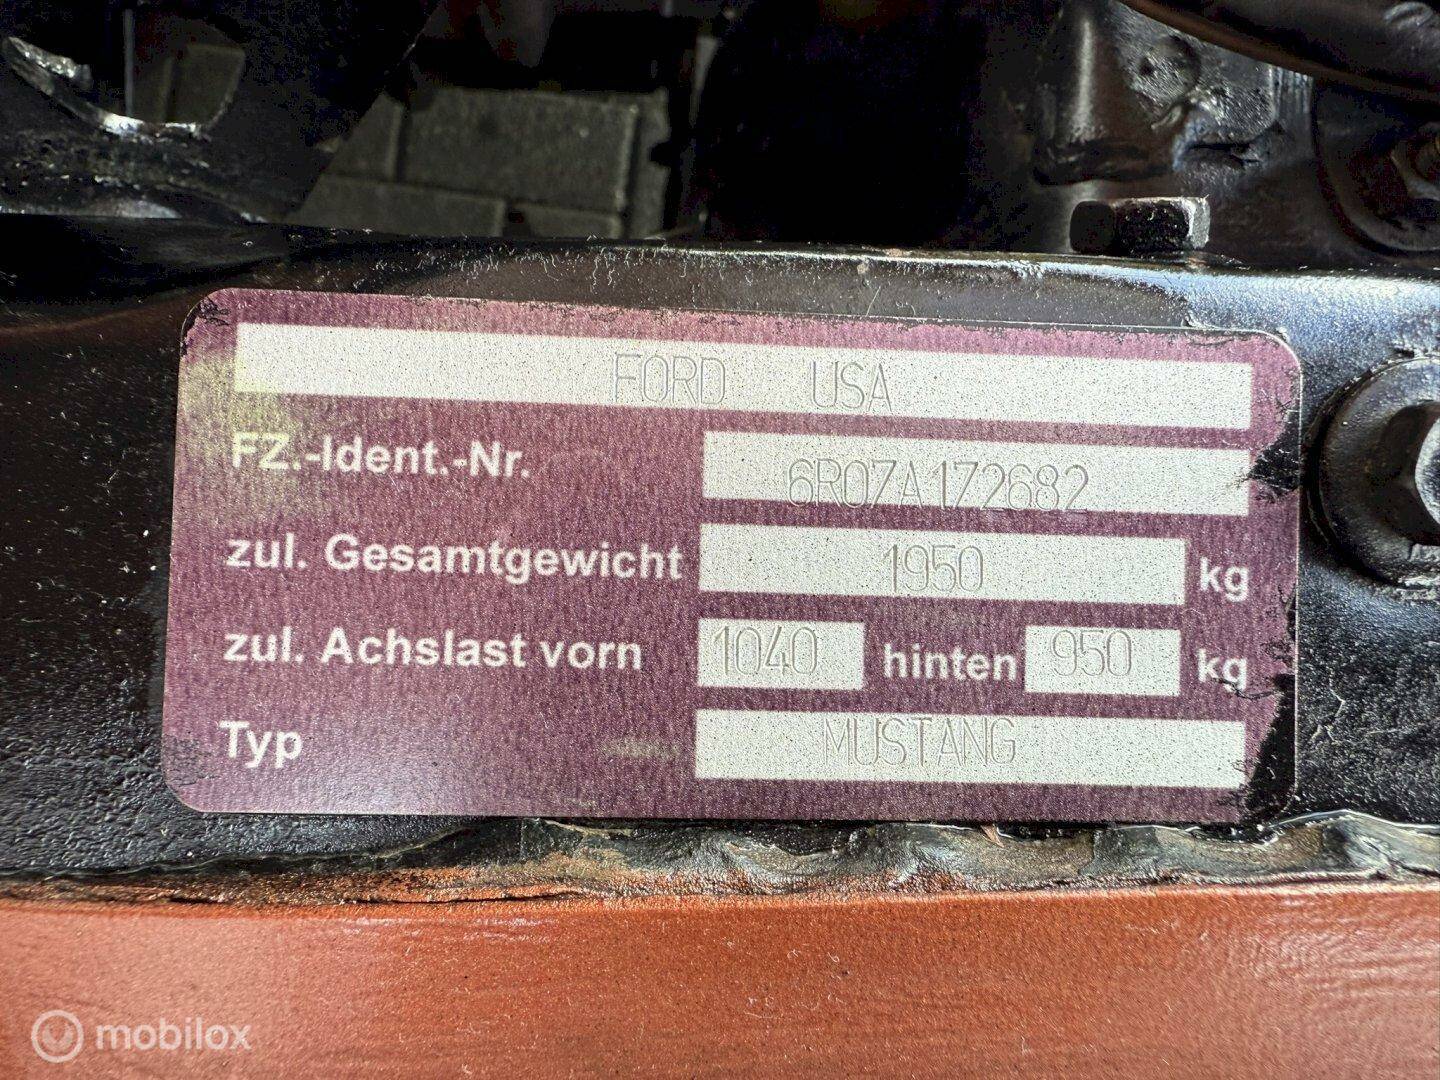 FORD USA
FZ.-Ident.-Nr. 6R07A172682
zul. Gesamtgewicht 1950 kg
zul. Achslast vorn 1040 hinten 950 kg
Typ MUSTANG
mobilox